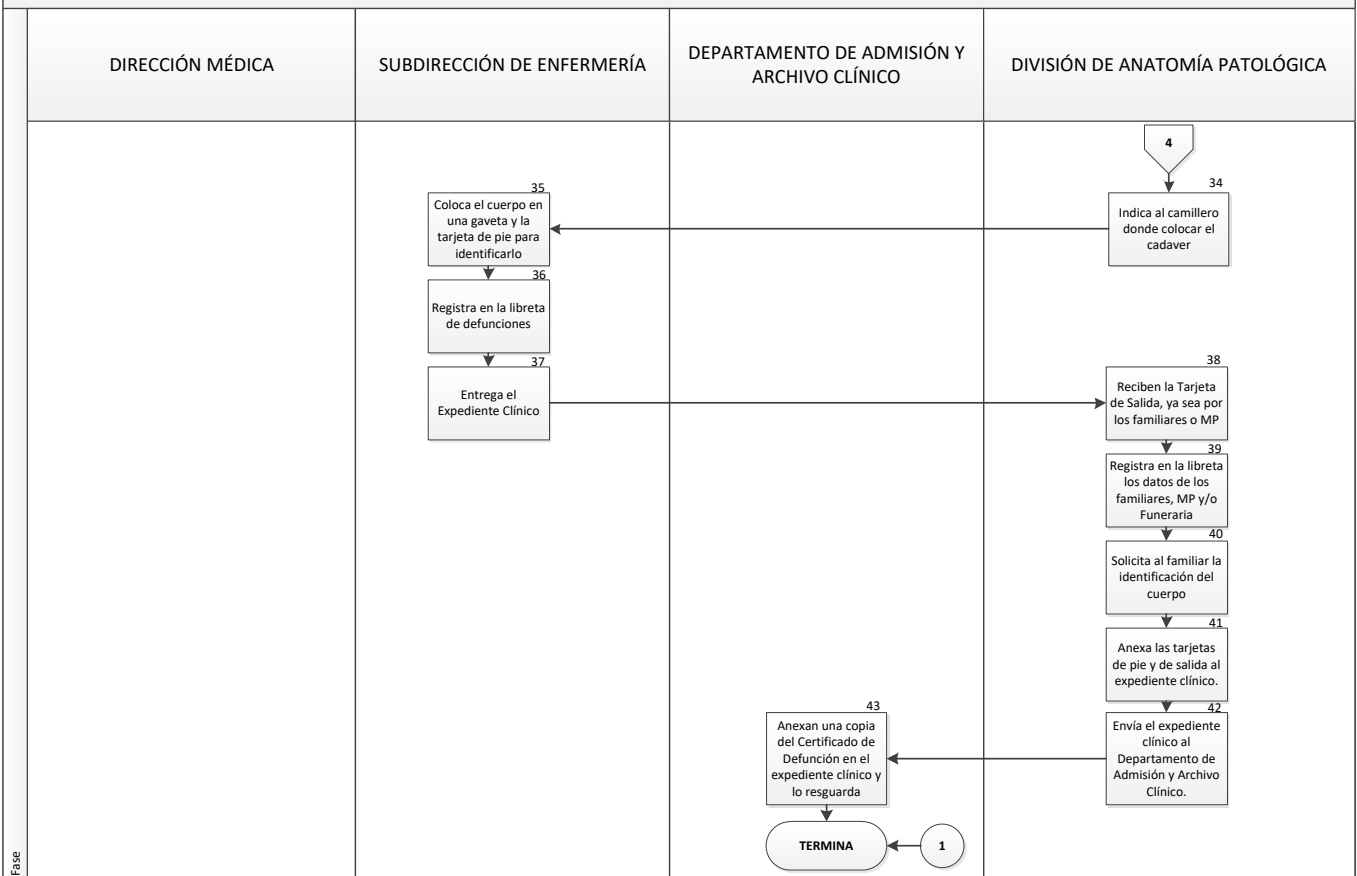 DIRECCIÓN MÉDICA
SUBDIRECCIÓN DE ENFERMERÍA
DEPARTAMENTO DE ADMISIÓN Y
ARCHIVO CLÍNICO
DIVISIÓN DE ANATOMÍA PATOLÓGICA
4
34
Indica al camillero
donde colocar el
cadaver
35
Coloca el cuerpo en
una gaveta y la
tarjeta de pie para
identificarlo
36
Registra en la libreta
de defunciones
37
Entrega el
Expediente Clínico
38
Reciben la Tarjeta
de Salida, ya sea por
los familiares o MP
39
Registra en la libreta
los datos de los
familiares, MP y/o
Funeraria
40
Solicita al familiar la
identificación del
cuerpo
41
Anexa las tarjetas
de pie y de salida al
expediente clínico.
42
Envía el expediente
clínico al
Departamento de
Admisión y Archivo
Clínico.
43
Anexan una copia
del Certificado de
Defunción en el
expediente clínico y
lo resguarda
TERMINA
1
Fase